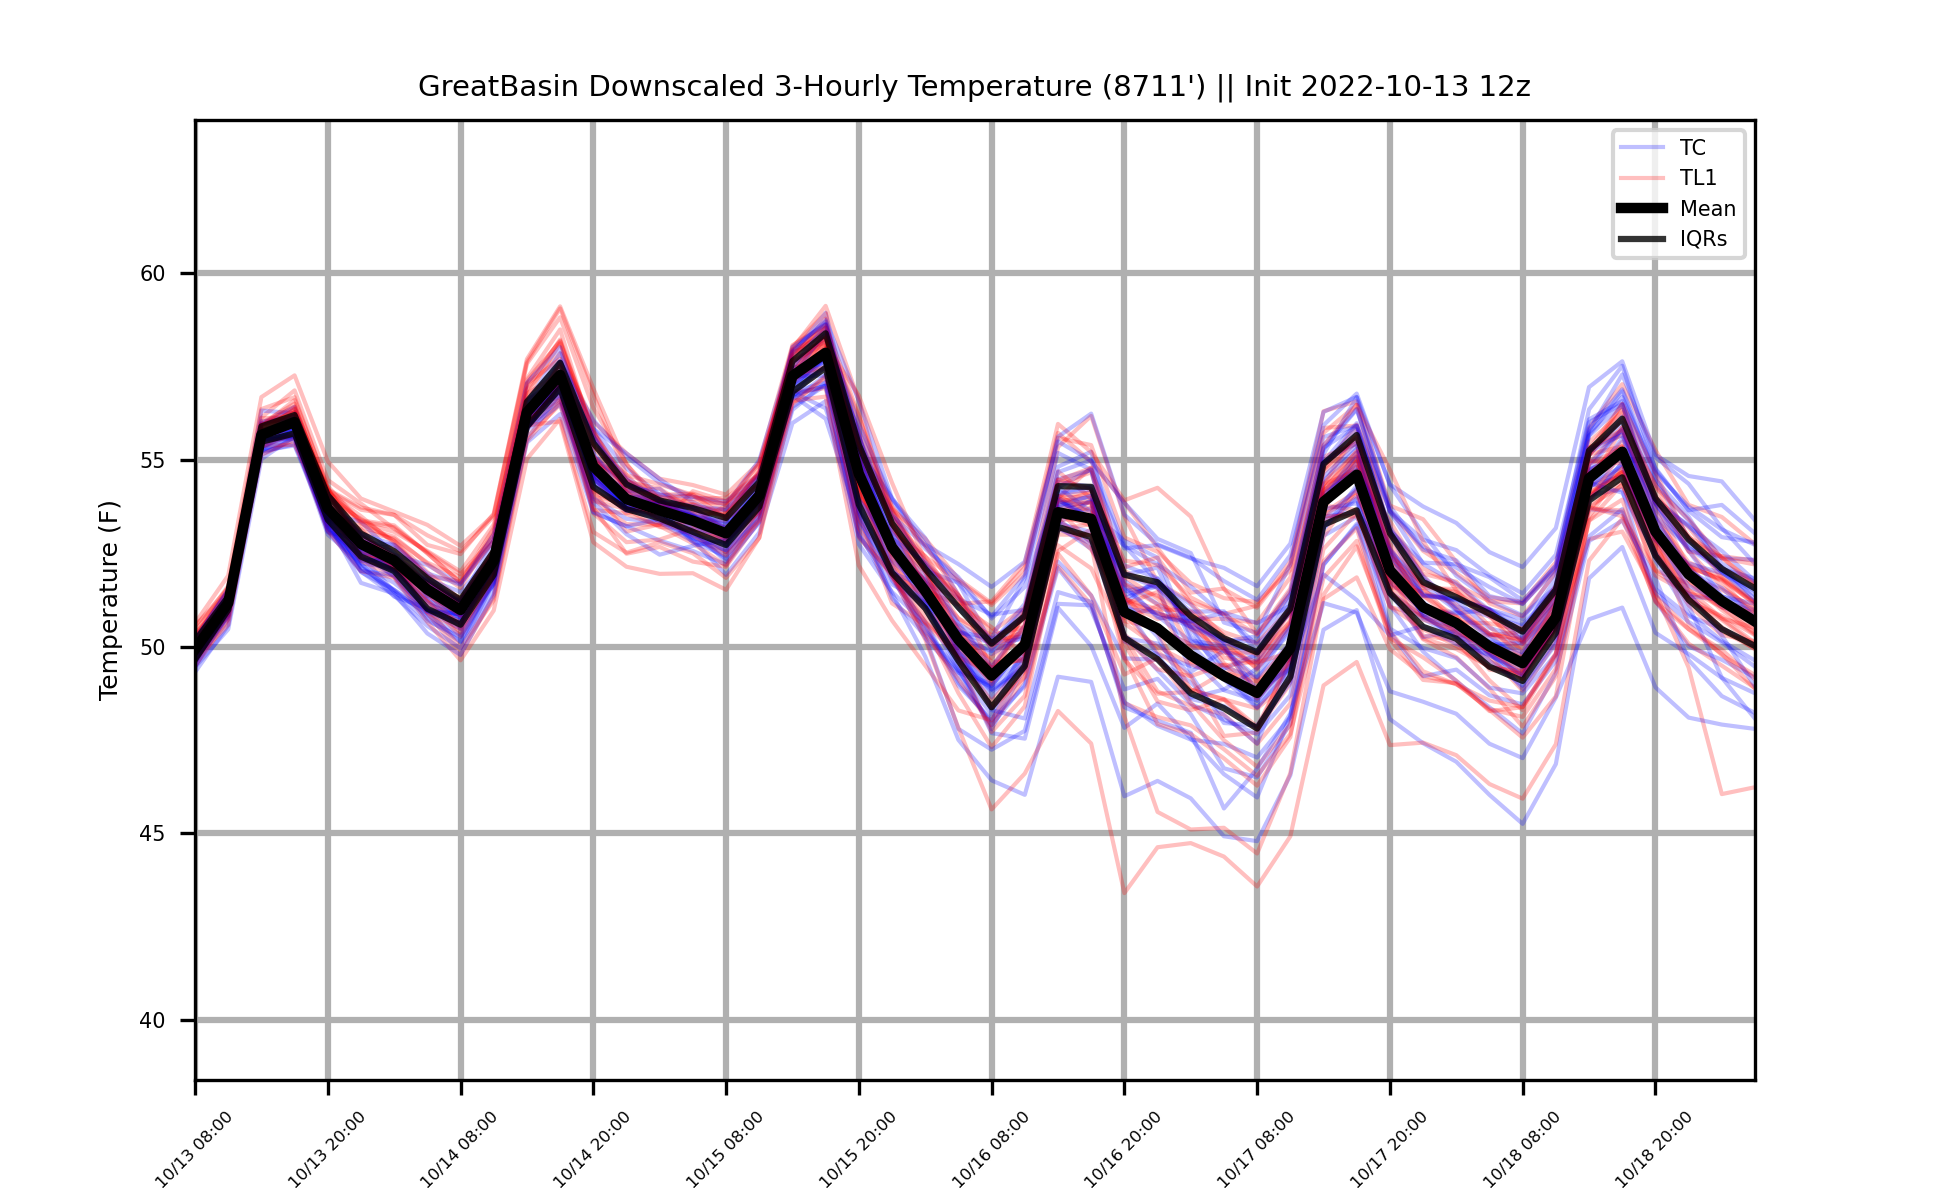 GreatBasin Downscaled 3-Hourly Temperature (8711') || Init 2022-10-13 12z
TC
TL1
Mean
IQRs
Temperature (F)
60
55
50
45
40
10/13 08:00
10/13 20:00
10/14 08:00
10/14 20:00
10/15 08:00
10/15 20:00
10/16 08:00
10/16 20:00
10/17 08:00
10/17 20:00
10/18 08:00
10/18 20:00